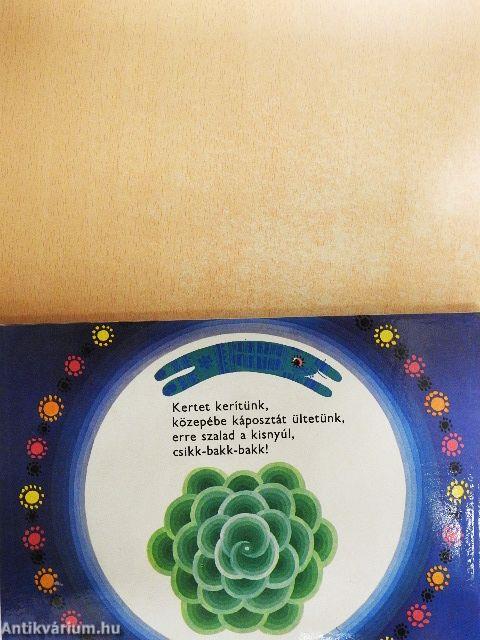 Kertet kerítünk,
közepébe káposztát ültetünk,
erre szalad a kisnyúl,
csikk-bakk-bakk!
Antikvárium.hu